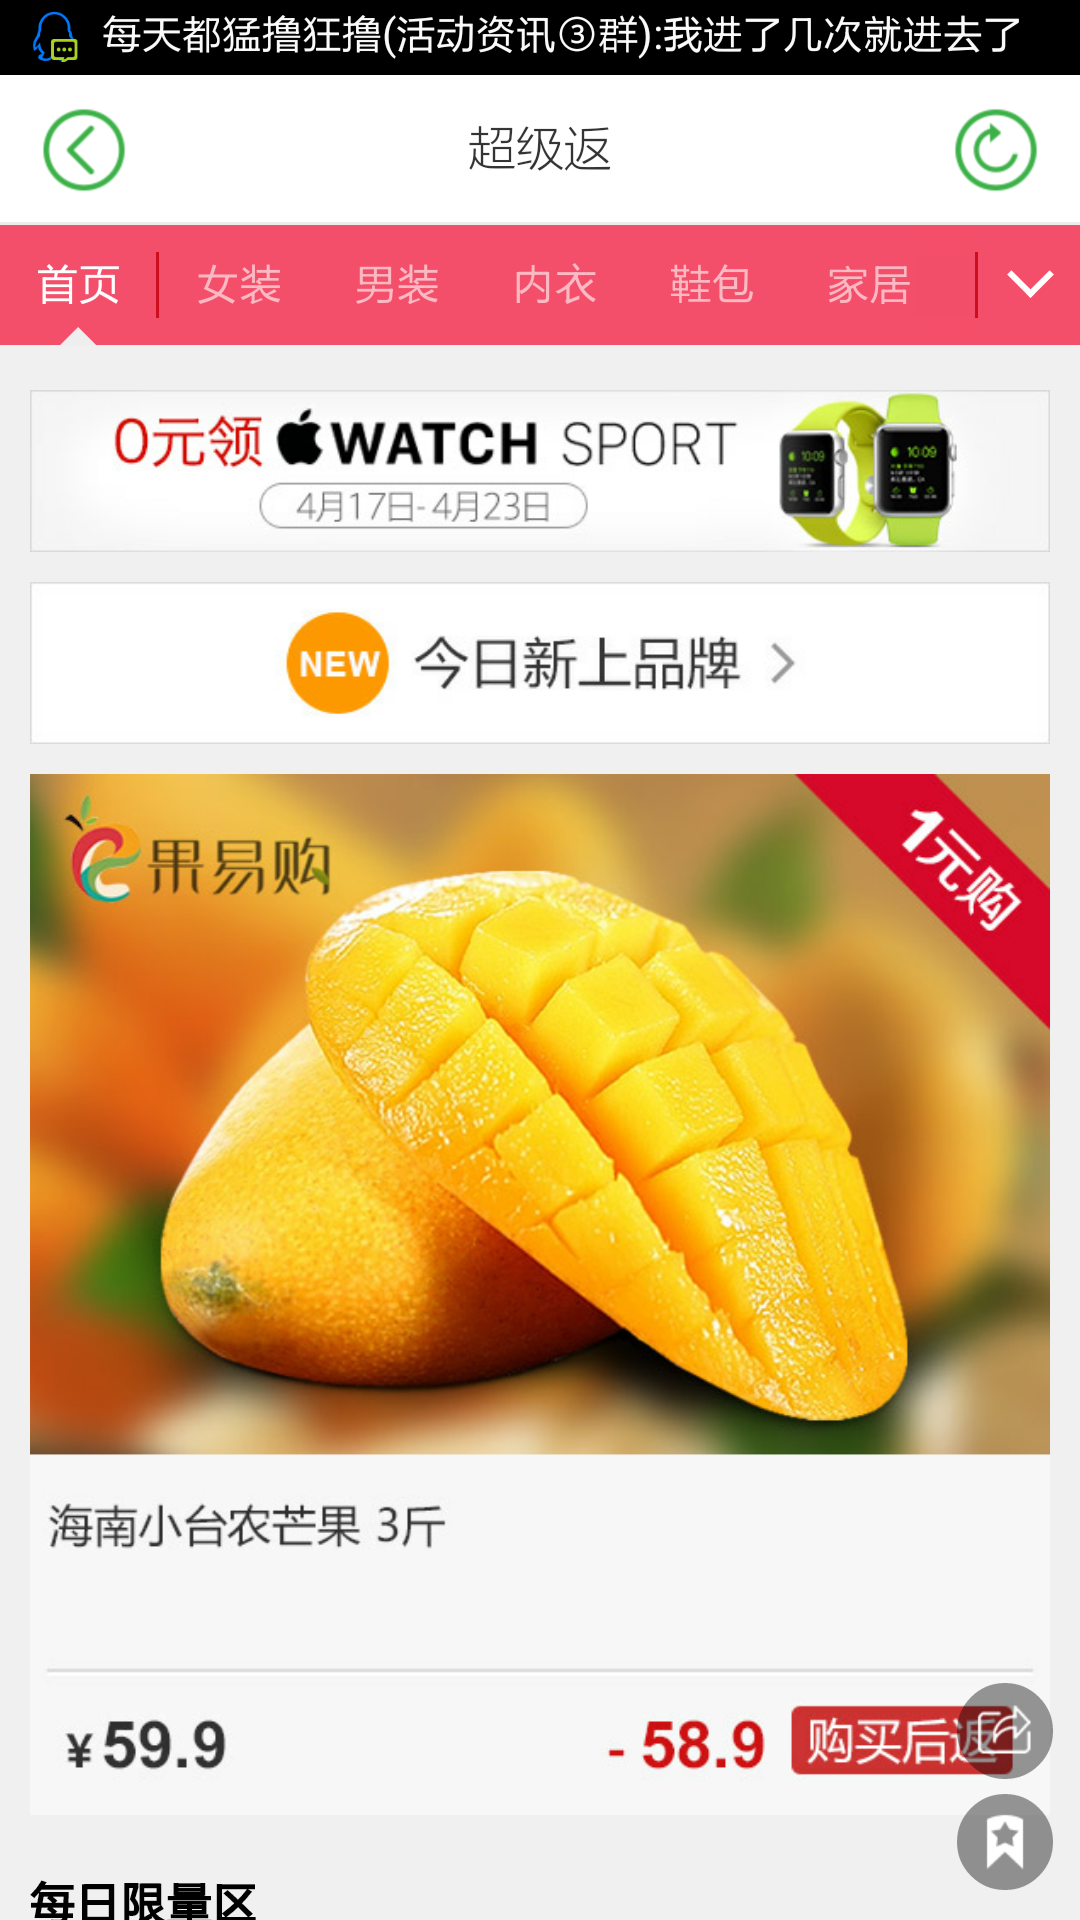 每天都猛撸狂撸(活动资讯③群):我进了几次就进去了
超级返
首页 女装 男装 内衣 鞋包 家居
0元领 WATCH SPORT
4月17日-4月23日
10:09 10:09
NEW 今日新上品牌
果易购
1元购
海南小台农芒果 3斤
¥59.9 - 58.9 购买后返
每日限量区